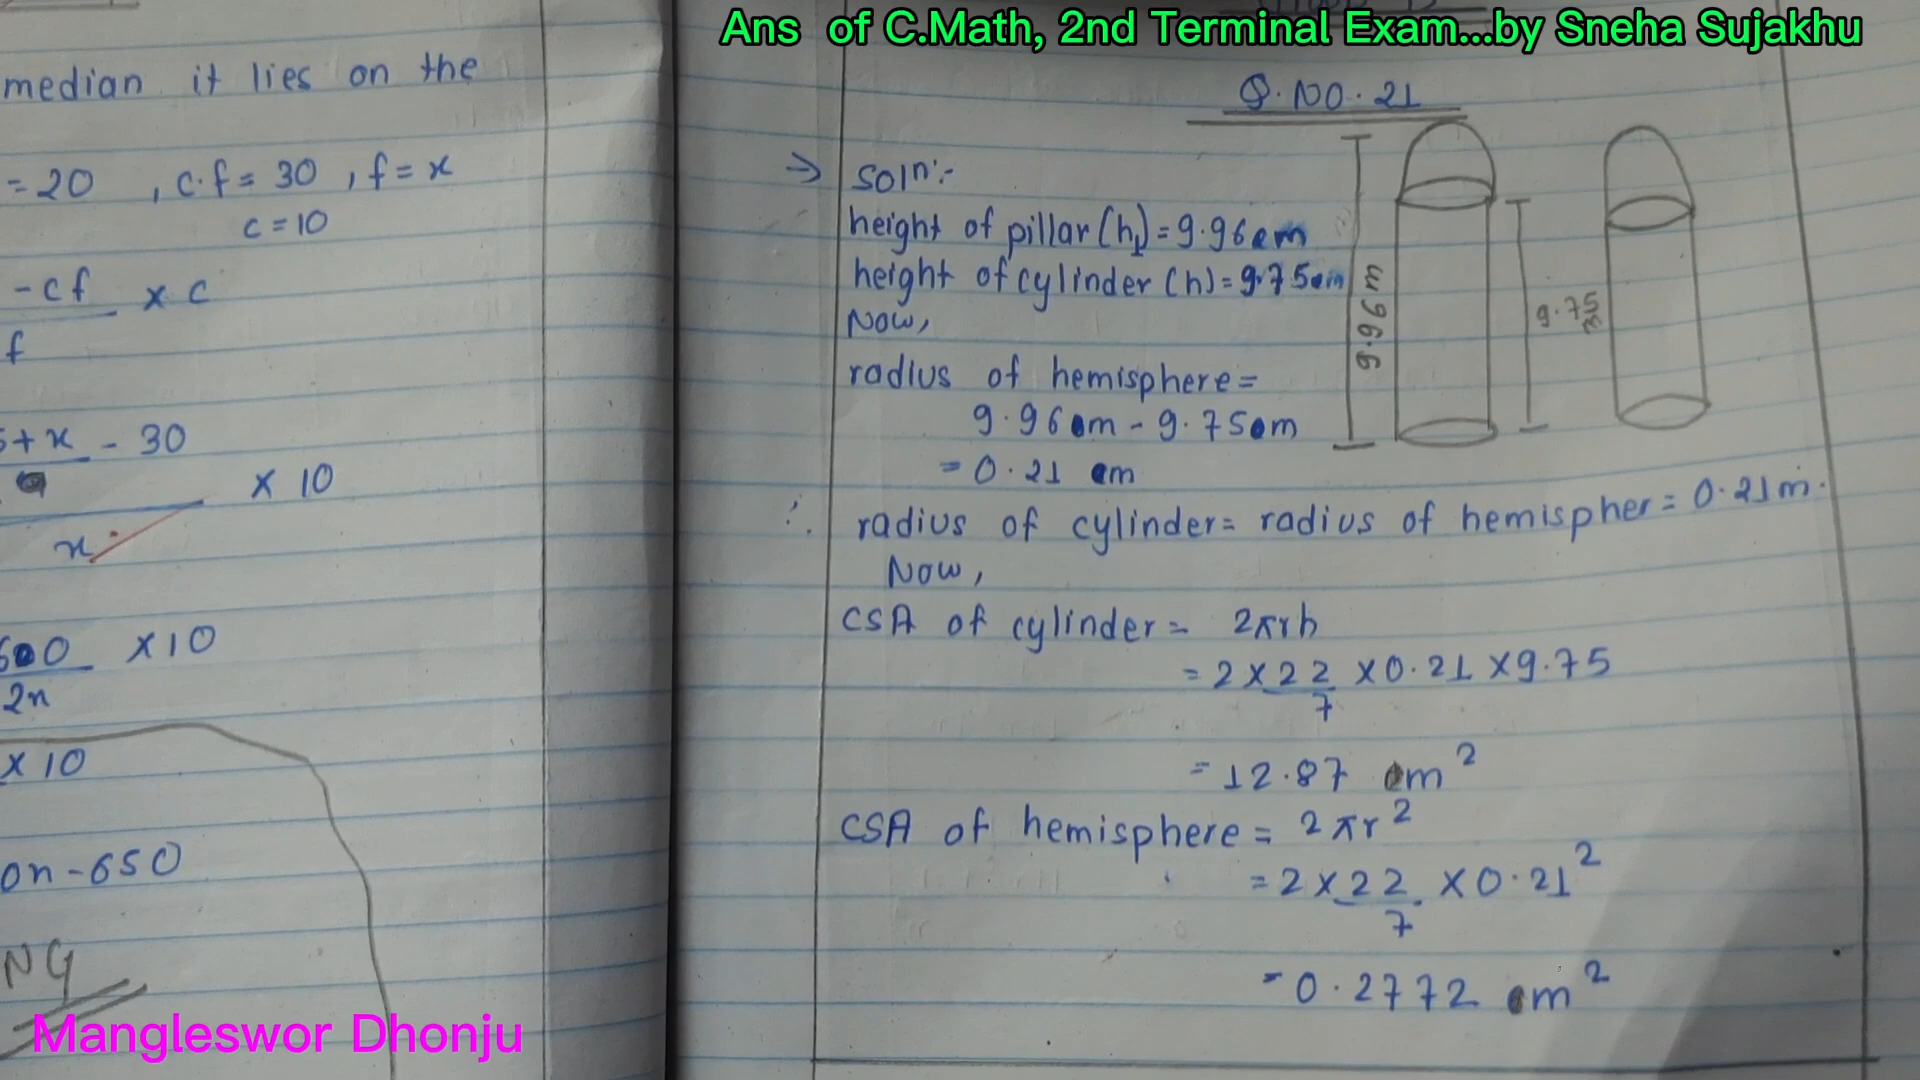 Ans of C.Math, 2nd Terminal Exam...by Sneha Sujakhu
median it lies on the
= 20 , c.f = 30 , f = x
c = 10
- cf × c
f
+ x - 30
× 10
x
0 × 10
2x
× 10
0x - 650
NG
Mangleswor Dhonju
Q. NO. 21
→ Soln:-
height of pillar (h1) = 9.96 m
height of cylinder (h) = 9.75 m
Now,
radius of hemisphere =
9.96 m - 9.75 m
= 0.21 m
∴ radius of cylinder = radius of hemispher = 0.21 m.
Now,
CSA of cylinder = 2πrh
= 2 × 22 × 0.21 × 9.75
7
= 12.87 m²
CSA of hemisphere = 2πr²
= 2 × 22 × 0.21²
7
= 0.2772 m²
9.96 m
9.75 m